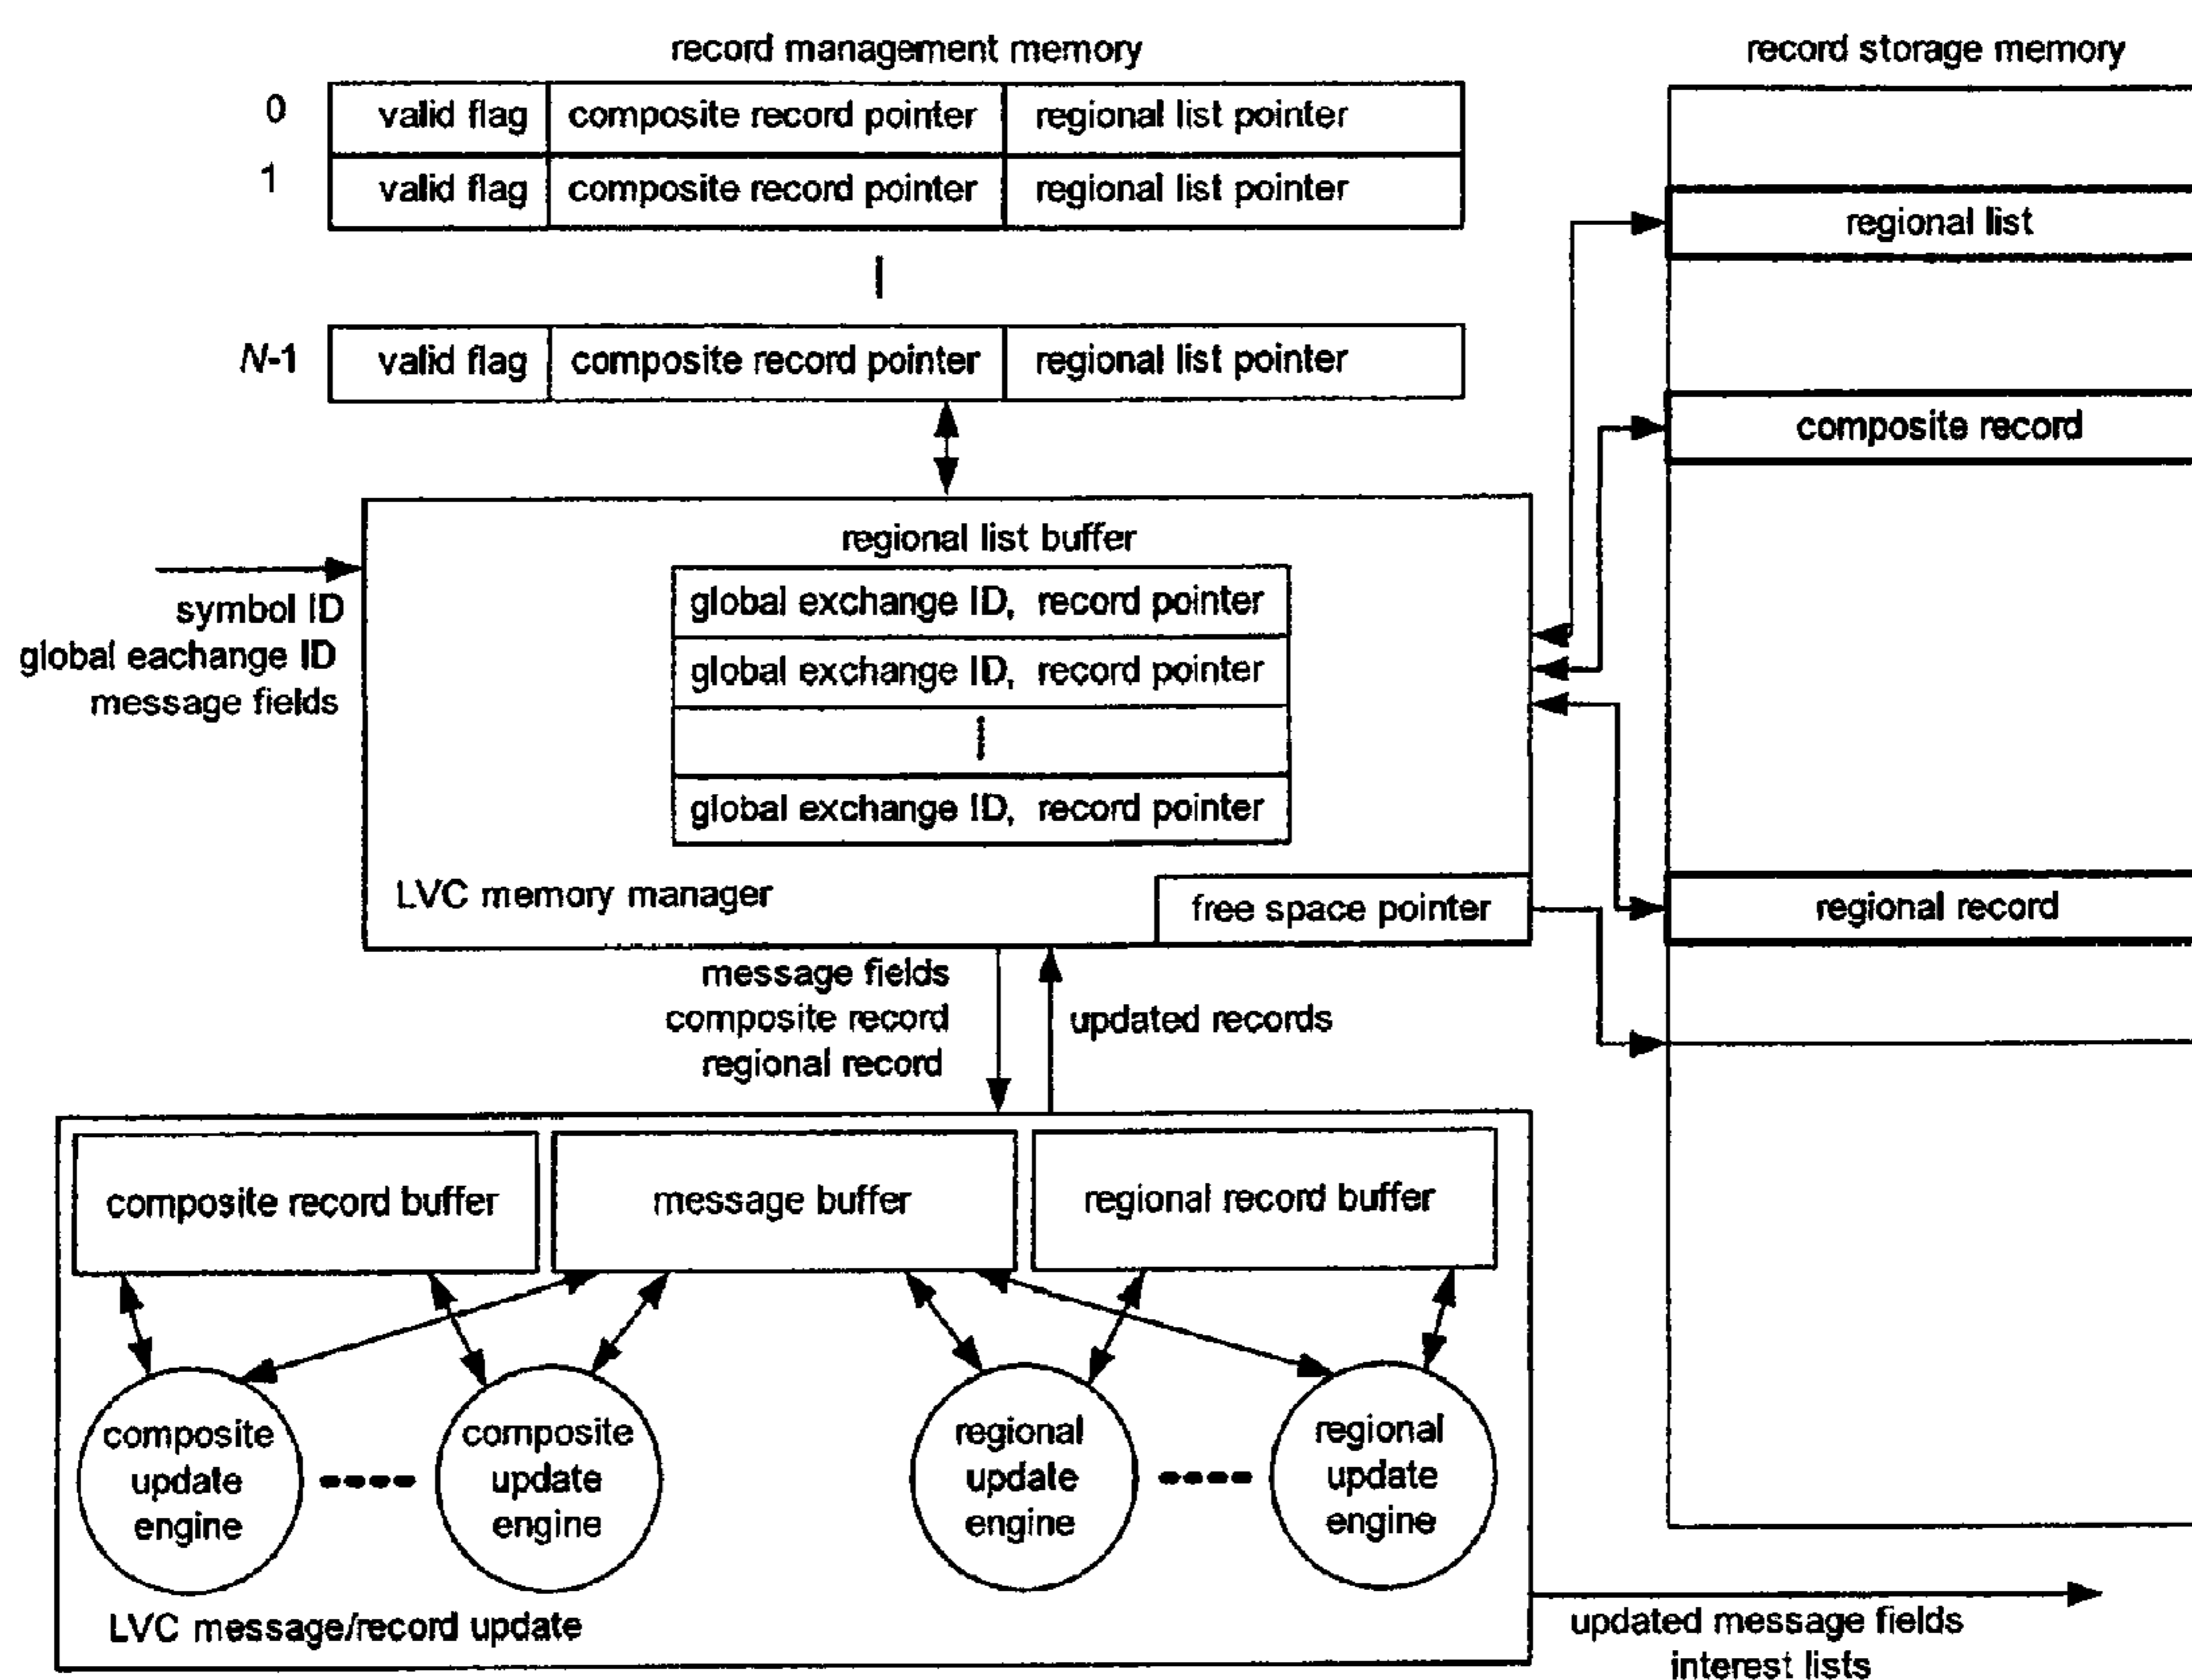 record management memory
record storage memory
0 valid flag composite record pointer regional list pointer
1 valid flag composite record pointer regional list pointer
N-1 valid flag composite record pointer regional list pointer
regional list
composite record
regional record
symbol ID
global eachange ID
message fields
regional list buffer
global exchange ID, record pointer
global exchange ID, record pointer
global exchange ID, record pointer
LVC memory manager
free space pointer
message fields
composite record
regional record
updated records
composite record buffer
message buffer
regional record buffer
composite
update
engine
composite
update
engine
regional
update
engine
regional
update
engine
LVC message/record update
updated message fields
interest lists